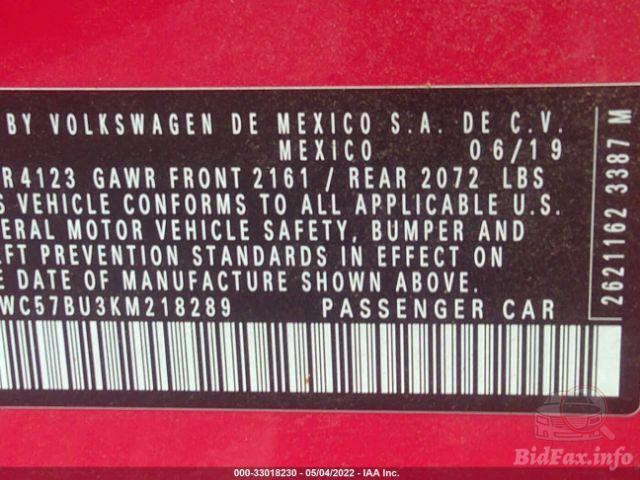 BY VOLKSWAGEN DE MEXICO S.A. DE C.V.
MEXICO 06/19
R 4123 GAWR FRONT 2161 / REAR 2072 LBS
S VEHICLE CONFORMS TO ALL APPLICABLE U.S.
ERAL MOTOR VEHICLE SAFETY, BUMPER AND
EFT PREVENTION STANDARDS IN EFFECT ON
E DATE OF MANUFACTURE SHOWN ABOVE.
WC57BU3KM218289 PASSENGER CAR
2621162 3387 M
BidFax.info
000-33018230 - 05/04/2022 - IAA Inc.